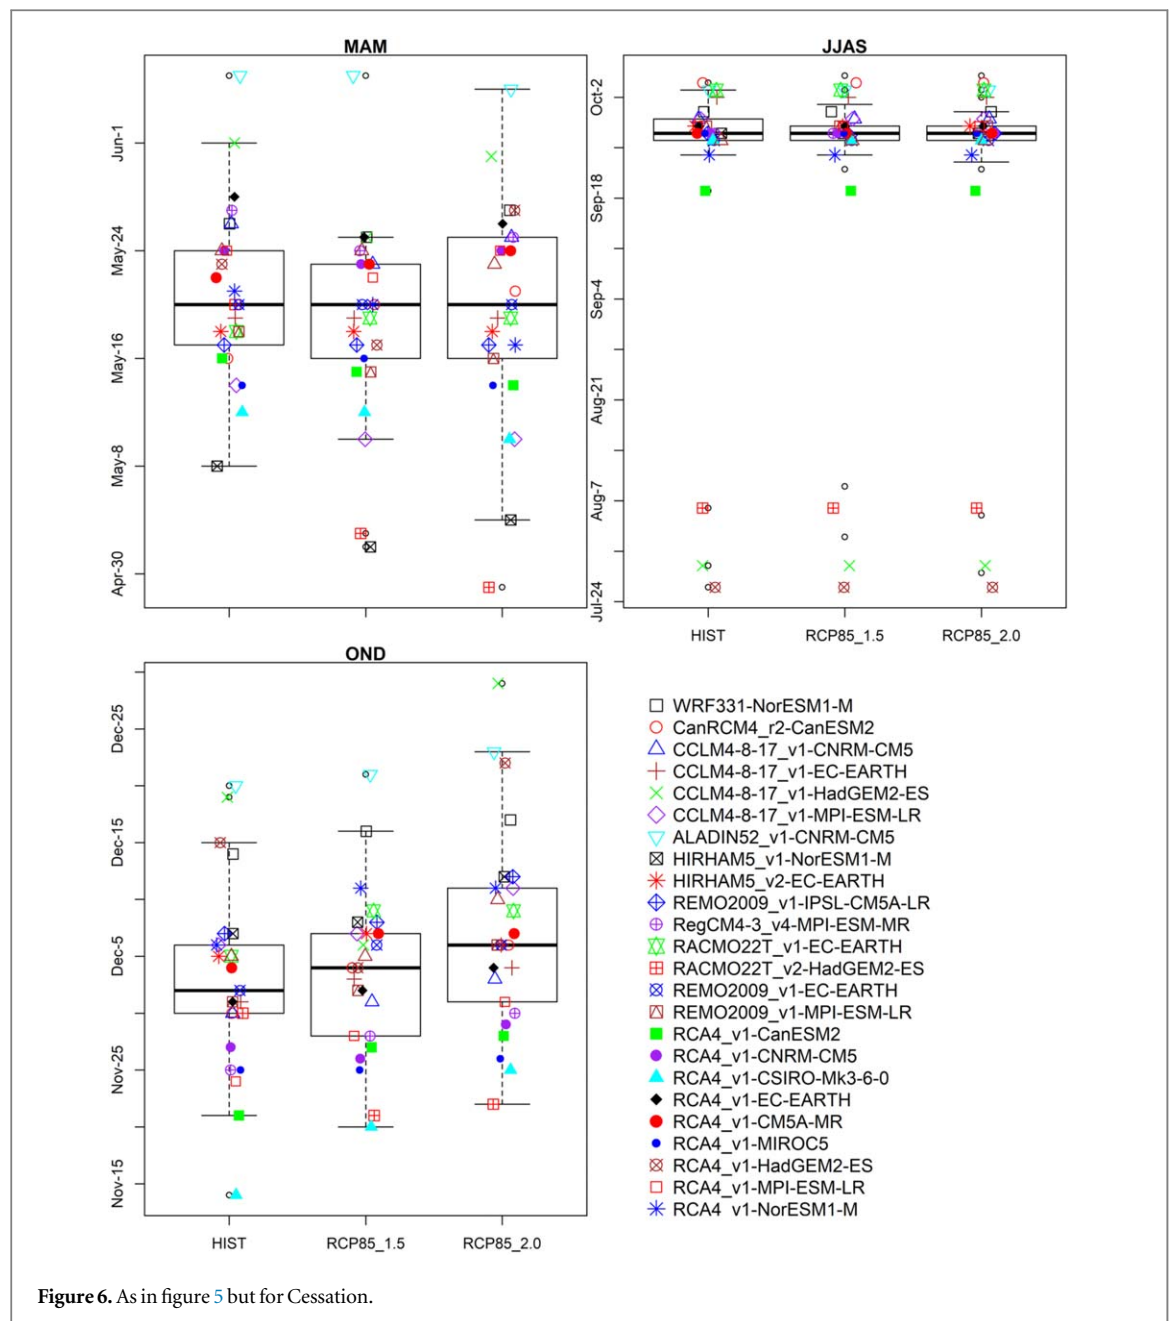 MAM
Jun-1
May-24
May-16
May-8
Apr-30
JJAS
Oct-2
Sep-18
Sep-4
Aug-21
Aug-7
Jul-24
HIST
RCP85_1.5
RCP85_2.0
OND
Dec-25
Dec-15
Dec-5
Nov-25
Nov-15
HIST
RCP85_1.5
RCP85_2.0
WRF331-NorESM1-M
CanRCM4_r2-CanESM2
CCLM4-8-17_v1-CNRM-CM5
CCLM4-8-17_v1-EC-EARTH
CCLM4-8-17_v1-HadGEM2-ES
CCLM4-8-17_v1-MPI-ESM-LR
ALADIN52_v1-CNRM-CM5
HIRHAM5_v1-NorESM1-M
HIRHAM5_v2-EC-EARTH
REMO2009_v1-IPSL-CM5A-LR
RegCM4-3_v4-MPI-ESM-MR
RACMO22T_v1-EC-EARTH
RACMO22T_v2-HadGEM2-ES
REMO2009_v1-EC-EARTH
REMO2009_v1-MPI-ESM-LR
RCA4_v1-CanESM2
RCA4_v1-CNRM-CM5
RCA4_v1-CSIRO-Mk3-6-0
RCA4_v1-EC-EARTH
RCA4_v1-CM5A-MR
RCA4_v1-MIROC5
RCA4_v1-HadGEM2-ES
RCA4_v1-MPI-ESM-LR
RCA4_v1-NorESM1-M
Figure 6. As in figure 5 but for Cessation.